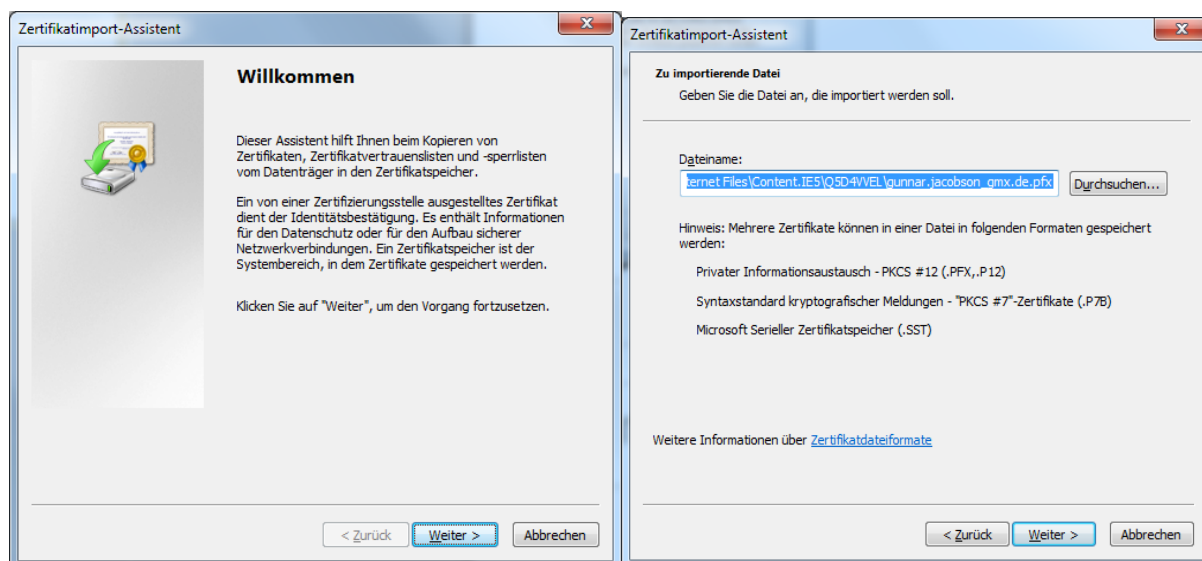 Zertifikatimport-Assistent
Willkommen
Dieser Assistent hilft Ihnen beim Kopieren von
Zertifikaten, Zertifikatvertrauenslisten und -sperrlisten
vom Datenträger in den Zertifikatspeicher.
Ein von einer Zertifizierungsstelle ausgestelltes Zertifikat
dient der Identitätsbestätigung. Es enthält Informationen
für den Datenschutz oder für den Aufbau sicherer
Netzwerkverbindungen. Ein Zertifikatspeicher ist der
Systembereich, in dem Zertifikate gespeichert werden.
Klicken Sie auf "Weiter", um den Vorgang fortzusetzen.
< Zurück
Weiter >
Abbrechen
Zertifikatimport-Assistent
Zu importierende Datei
Geben Sie die Datei an, die importiert werden soll.
Dateiname:
ternet Files\Content.IE5\Q5D4VVEL\gunnar.jacobson_gmx.de.pfx
Durchsuchen...
Hinweis: Mehrere Zertifikate können in einer Datei in folgenden Formaten gespeichert
werden:
Privater Informationsaustausch - PKCS #12 (.PFX,.P12)
Syntaxstandard kryptografischer Meldungen - "PKCS #7"-Zertifikate (.P7B)
Microsoft Serieller Zertifikatspeicher (.SST)
Weitere Informationen über Zertifikatdateiformate
< Zurück
Weiter >
Abbrechen